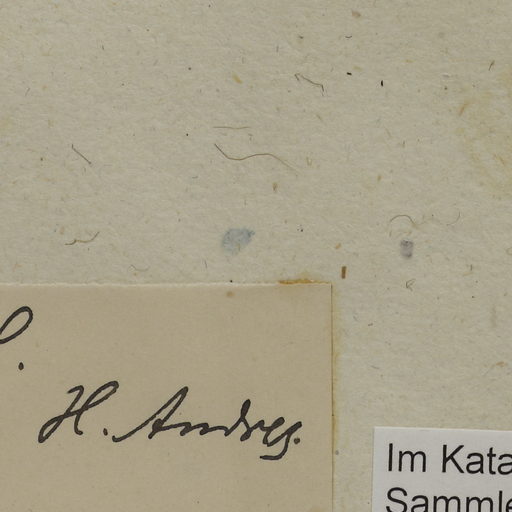 H. Andres.
Im Kata
Sammle